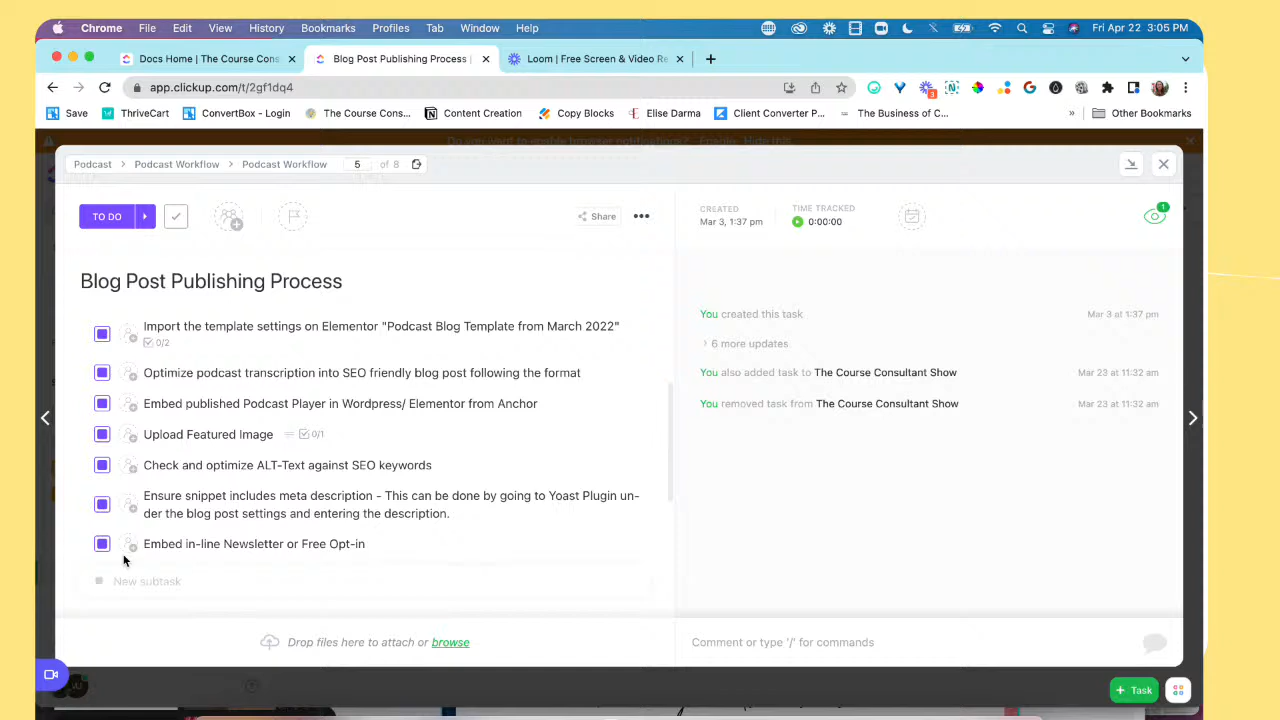 Chrome File Edit View History Bookmarks Profiles Tab Window Help Fri Apr 22 3:05 PM
Docs Home | The Course Cons Blog Post Publishing Process | Loom | Free Screen & Video Re
app.clickup.com/t/2gf1dq4
Save ThriveCart ConvertBox - Login The Course Cons... Content Creation Copy Blocks Elise Darma Client Converter P... The Business of C... » Other Bookmarks
Do you want to enable browser notifications? Enable Hide this
Podcast > Podcast Workflow > Podcast Workflow 5 of 8
TO DO Share CREATED TIME TRACKED 1
Mar 3, 1:37 pm 0:00:00
Blog Post Publishing Process
Import the template settings on Elementor "Podcast Blog Template from March 2022"
0/2
Optimize podcast transcription into SEO friendly blog post following the format
Embed published Podcast Player in Wordpress/ Elementor from Anchor
Upload Featured Image 0/1
Check and optimize ALT-Text against SEO keywords
Ensure snippet includes meta description - This can be done by going to Yoast Plugin un-
der the blog post settings and entering the description.
Embed in-line Newsletter or Free Opt-in
New subtask
Drop files here to attach or browse
You created this task Mar 3 at 1:37 pm
6 more updates
You also added task to The Course Consultant Show Mar 23 at 11:32 am
You removed task from The Course Consultant Show Mar 23 at 11:32 am
Comment or type '/' for commands
+ Task